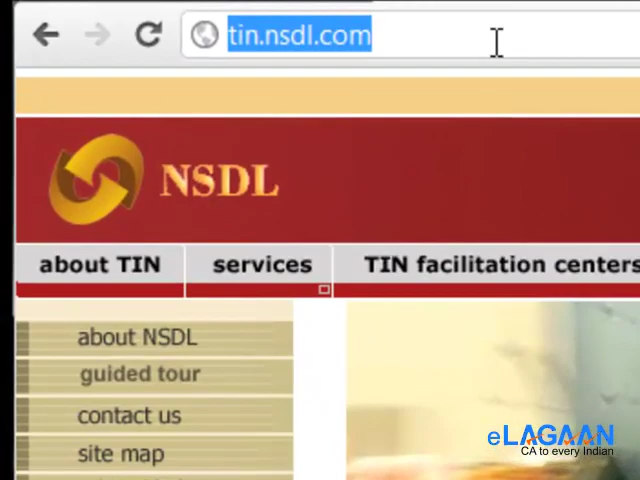 tin.nsdl.com
NSDL
about TIN services TIN facilitation centers
about NSDL
guided tour
contact us
site map
eLAGAAN
CA to every Indian